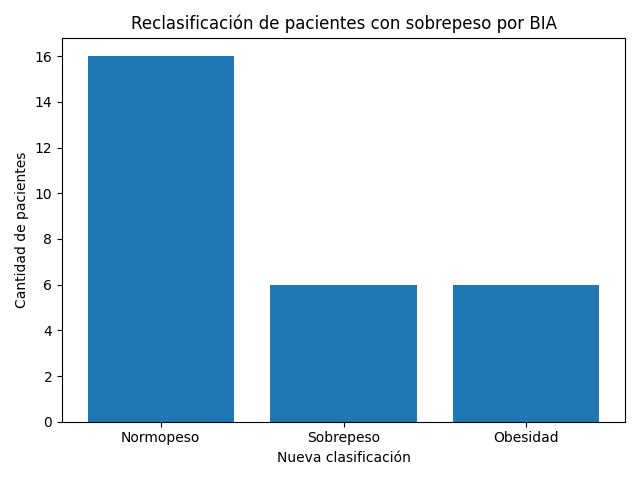 Reclasificación de pacientes con sobrepeso por BIA
Cantidad de pacientes
16
14
12
10
8
6
4
2
0
Normopeso
Sobrepeso
Obesidad
Nueva clasificación